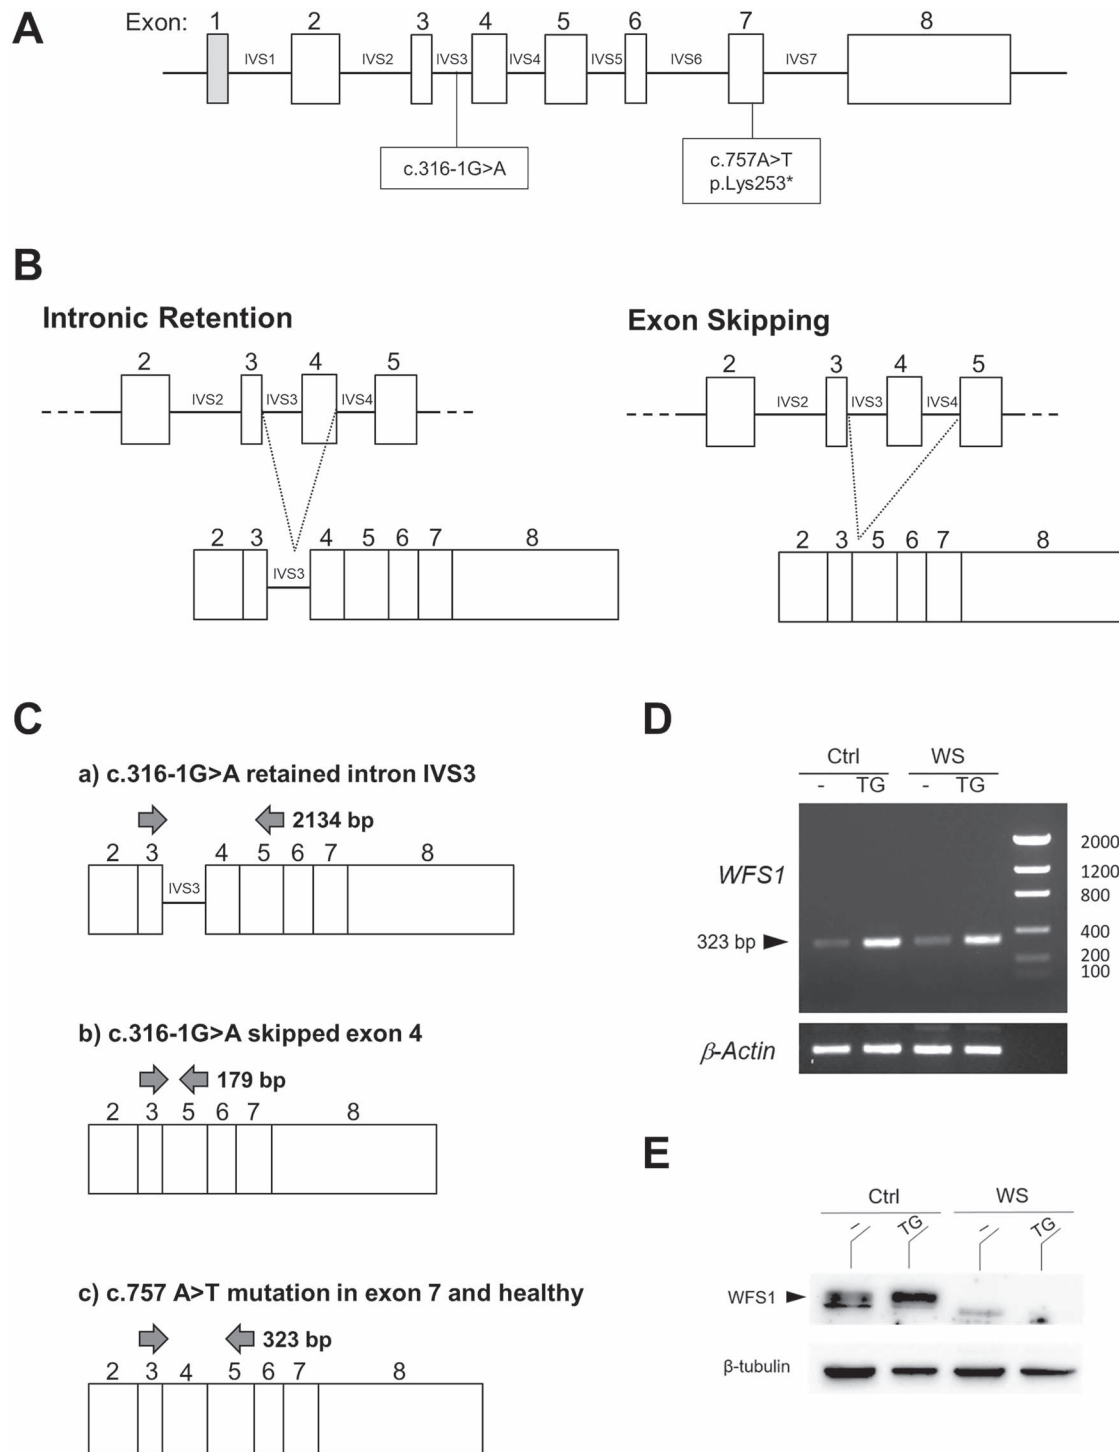 A
Exon: 1 2 3 4 5 6 7 8
IVS1 IVS2 IVS3 IVS4 IVS5 IVS6 IVS7
c.316-1G>A
c.757A>T
p.Lys253*
B
Intronic Retention
2 3 4 5
IVS2 IVS3 IVS4
2 3 4 5 6 7 8
IVS3
Exon Skipping
2 3 4 5
IVS2 IVS3 IVS4
2 3 5 6 7 8
C
a) c.316-1G>A retained intron IVS3
2134 bp
2 3 4 5 6 7 8
IVS3
b) c.316-1G>A skipped exon 4
179 bp
2 3 5 6 7 8
c) c.757 A>T mutation in exon 7 and healthy
323 bp
2 3 4 5 6 7 8
D
Ctrl WS
- TG - TG
WFS1
323 bp
2000
1200
800
400
200
100
β-Actin
E
Ctrl WS
– TG – TG
WFS1
β-tubulin